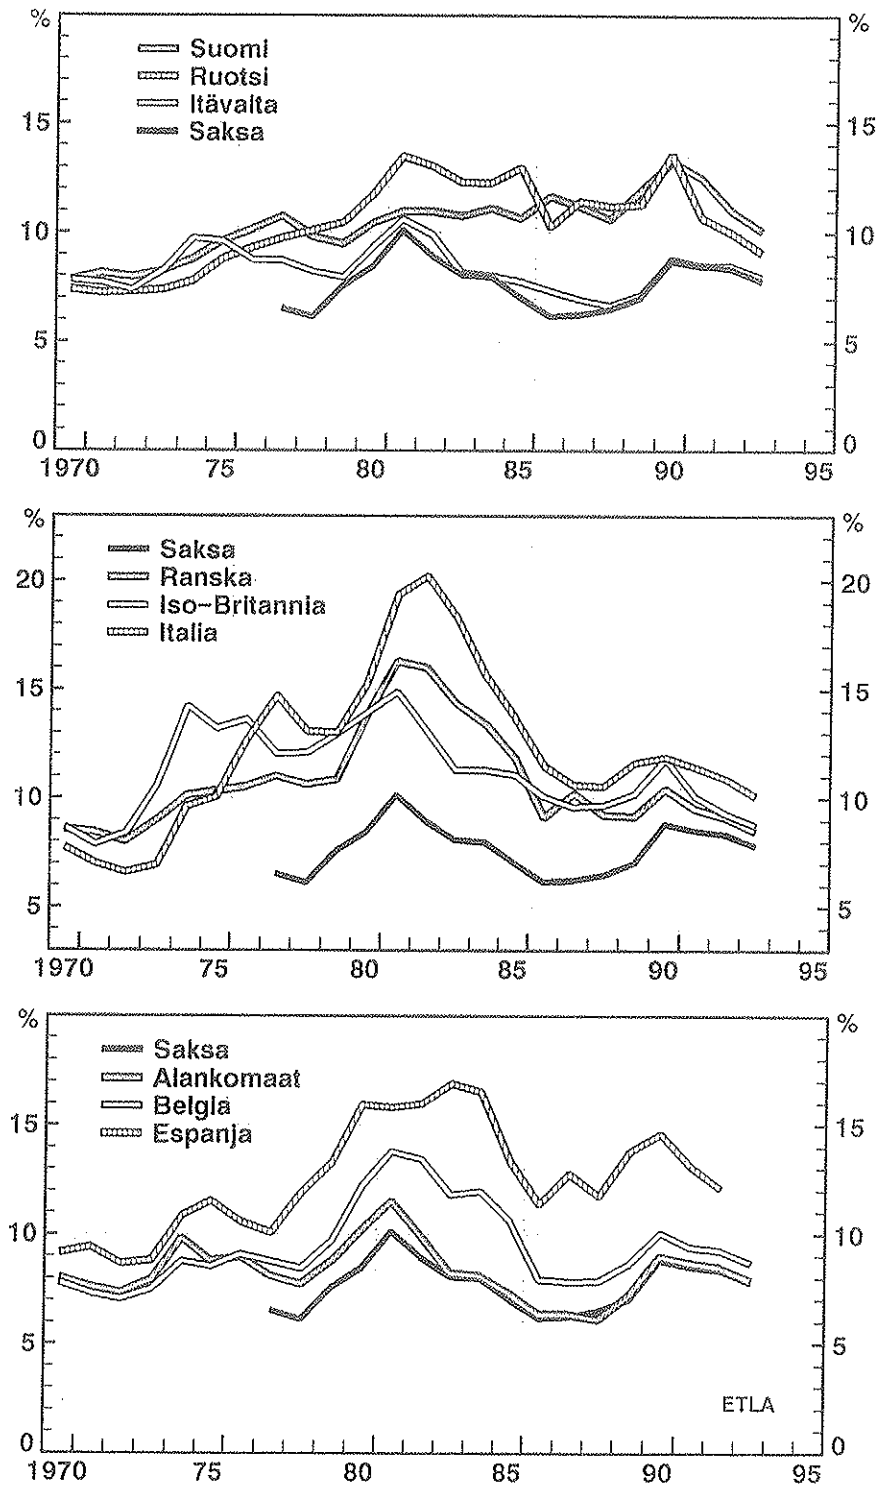 % %
Suomi
Ruotsi
Itävalta
Saksa
15 15
10 10
5 5
0 0
1970 75 80 85 90 95
% %
Saksa
Ranska
Iso-Britannia
Italia
20 20
15 15
10 10
5 5
1970 75 80 85 90 95
% %
Saksa
Alankomaat
Belgia
Espanja
15 15
10 10
5 5
ETLA
0 0
1970 75 80 85 90 95